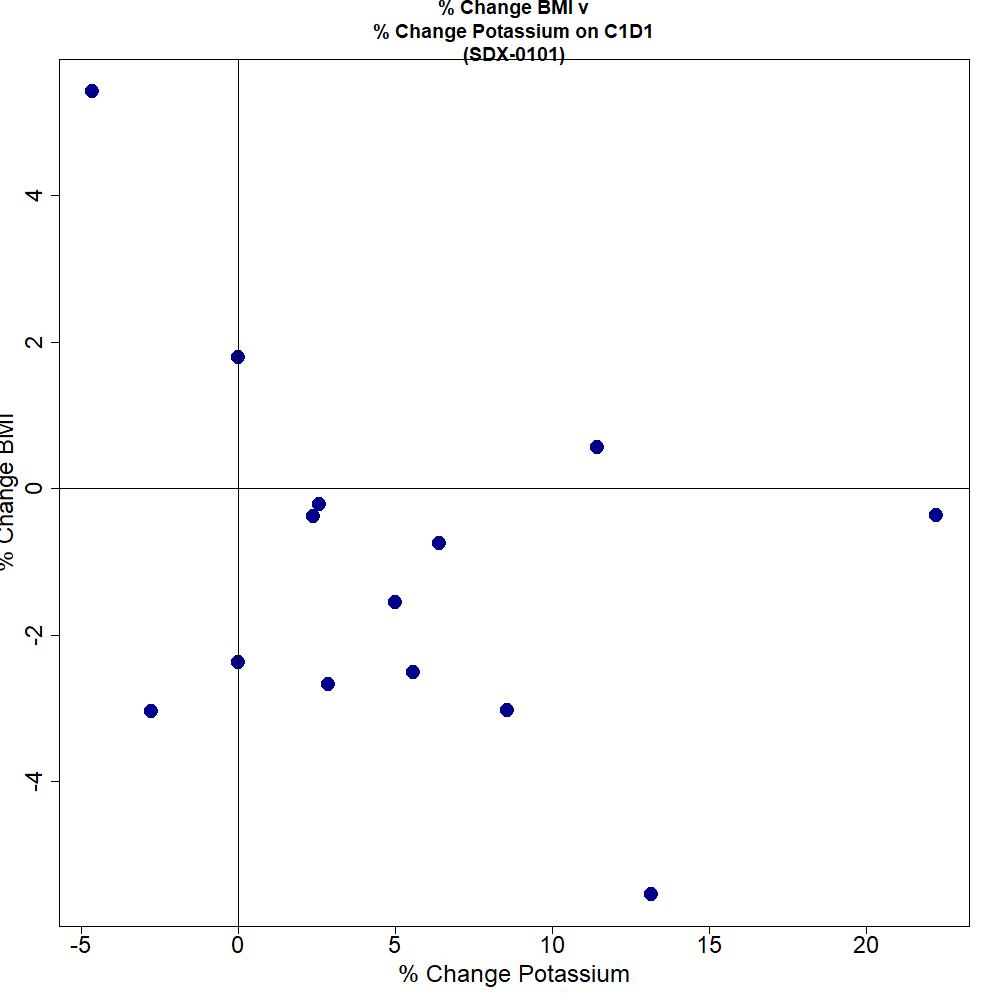 % Change BMI v
% Change Potassium on C1D1
(SDX-0101)
4
2
0
-2
-4
% Change BMI
-5 0 5 10 15 20
% Change Potassium